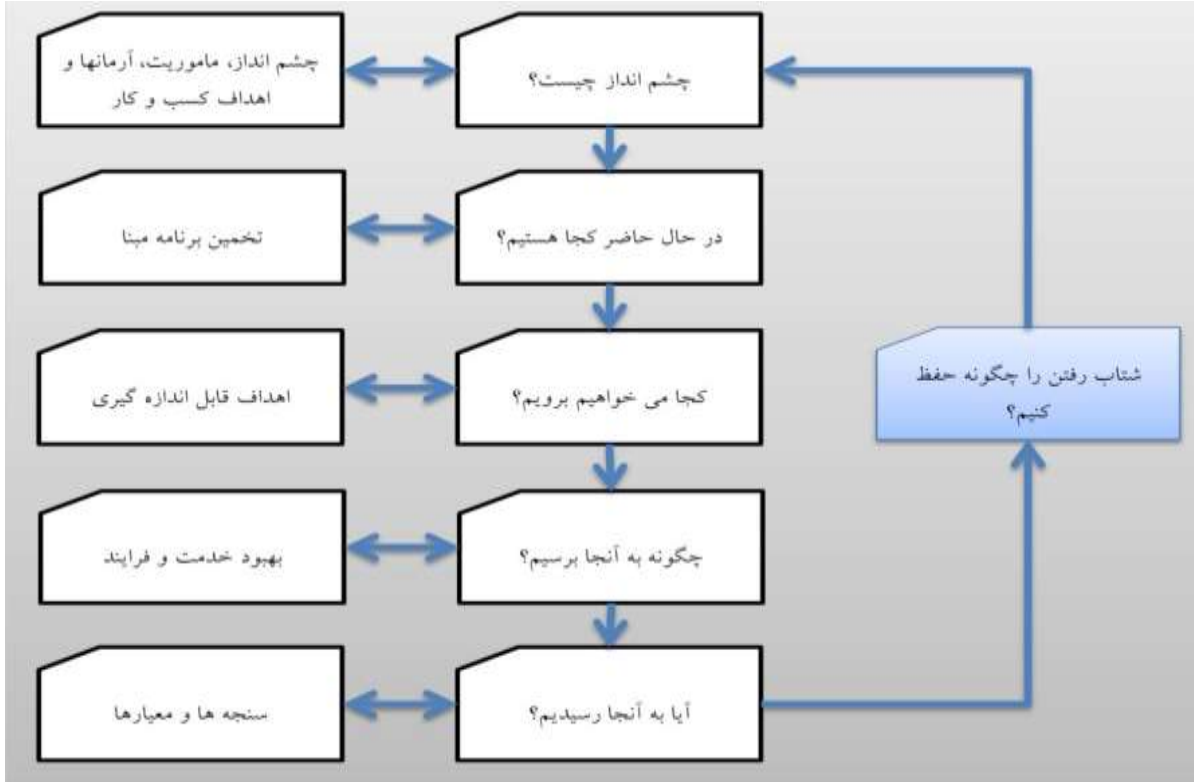 چشم انداز چیست؟
چشم انداز، ماموریت، آرمانها و
اهداف کسب و کار
در حال حاضر کجا هستیم؟
تخمین برنامه مبنا
شتاب رفتن را چگونه حفظ
کنیم؟
کجا می خواهیم برویم؟
اهداف قابل اندازه گیری
چگونه به آنجا برسیم؟
بهبود خدمت و فرایند
آیا به آنجا رسیدیم؟
سنجه ها و معیارها